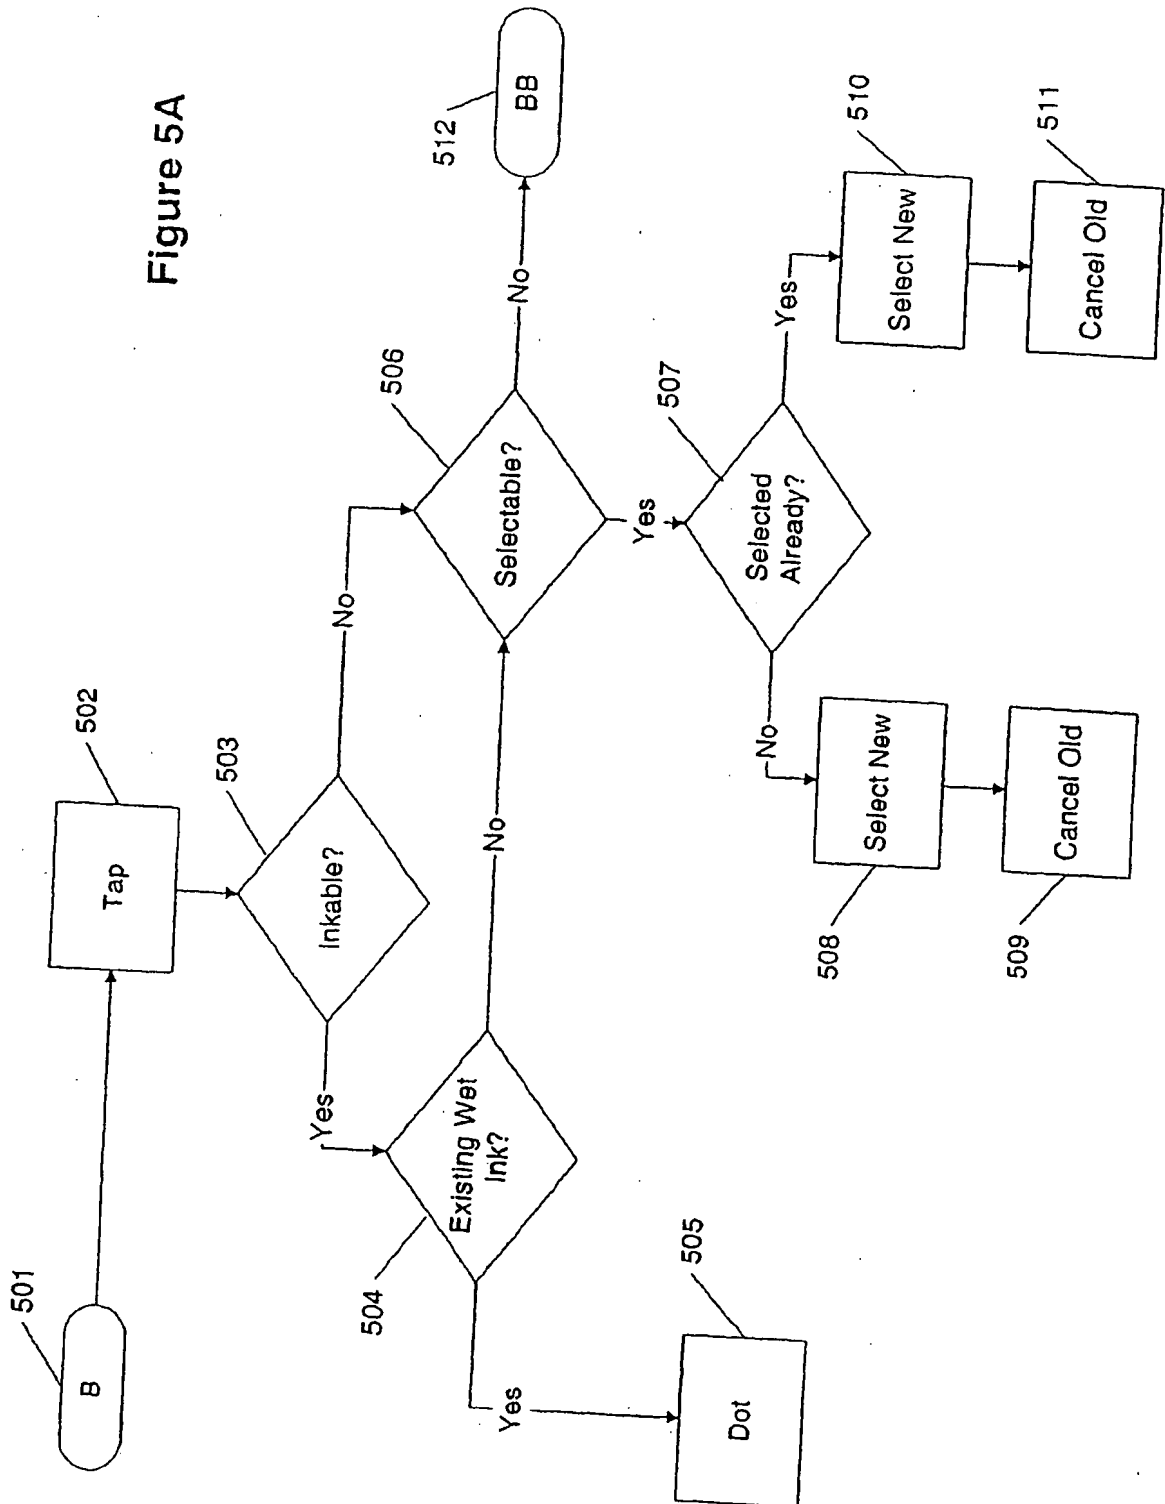 Figure 5A
501
B
502
Tap
503
Inkable?
Yes
No
504
Existing Wet
Ink?
Yes
No
505
Dot
506
Selectable?
No
512
BB
Yes
507
Selected
Already?
No
Yes
508
Select New
509
Cancel Old
510
Select New
511
Cancel Old